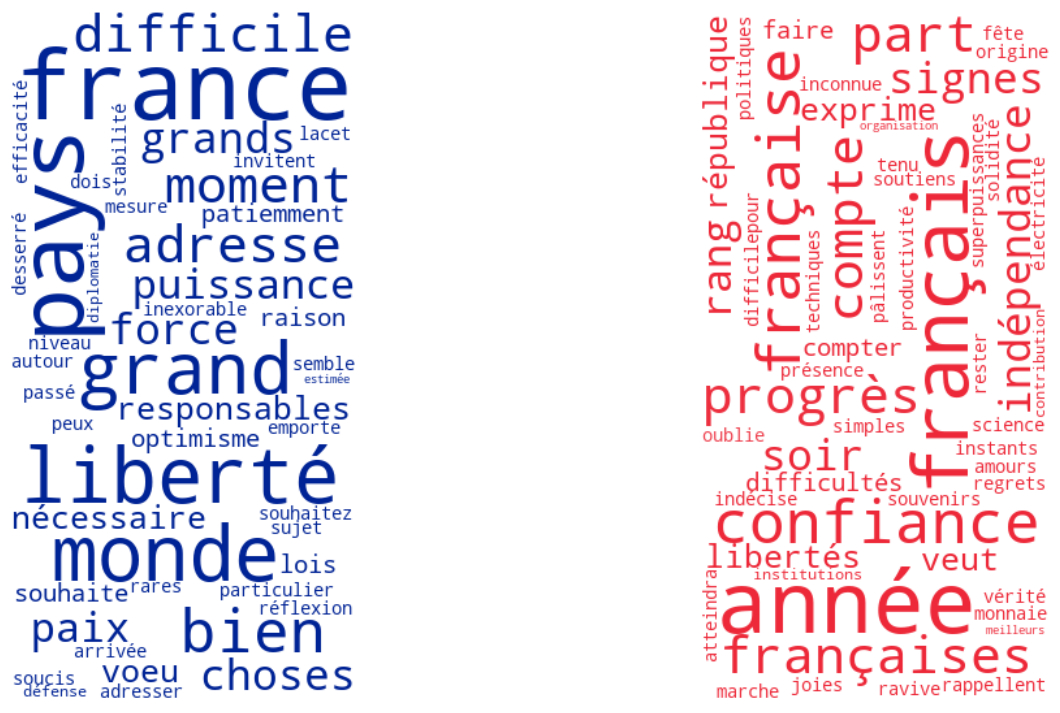 difficile
france
efficacité
pays
stabilité
grands
lacet
invitent
dois
moment
mesure
patiemment
desserré
diplomatie
adresse
puissance
inexorable
force
raison
niveau
autour
grand
semble
estimée
passé
responsables
peux
emporte
optimisme
liberté
nécessaire
souhaitez
sujet
monde
lois
souhaite
rares
particulier
réflexion
paix
bien
arrivée
voeu
choses
soucis
défense
adresser
république
politiques
faire
part
fête
origine
française
inconnue
signes
exprime
organisation
indépendance
superpuissances
solidité
rang
compte
tenu
soutiens
français
électricité
difficilepour
techniques
pâlissent
productivité
compter
présence
rester
contribution
progrès
simples
science
oublie
soir
instants
amours
difficultés
regrets
indécise
souvenirs
confiance
libertés
veut
institutions
atteindra
année
vérité
monnaie
meilleurs
françaises
marche
joies
ravive
rappellent